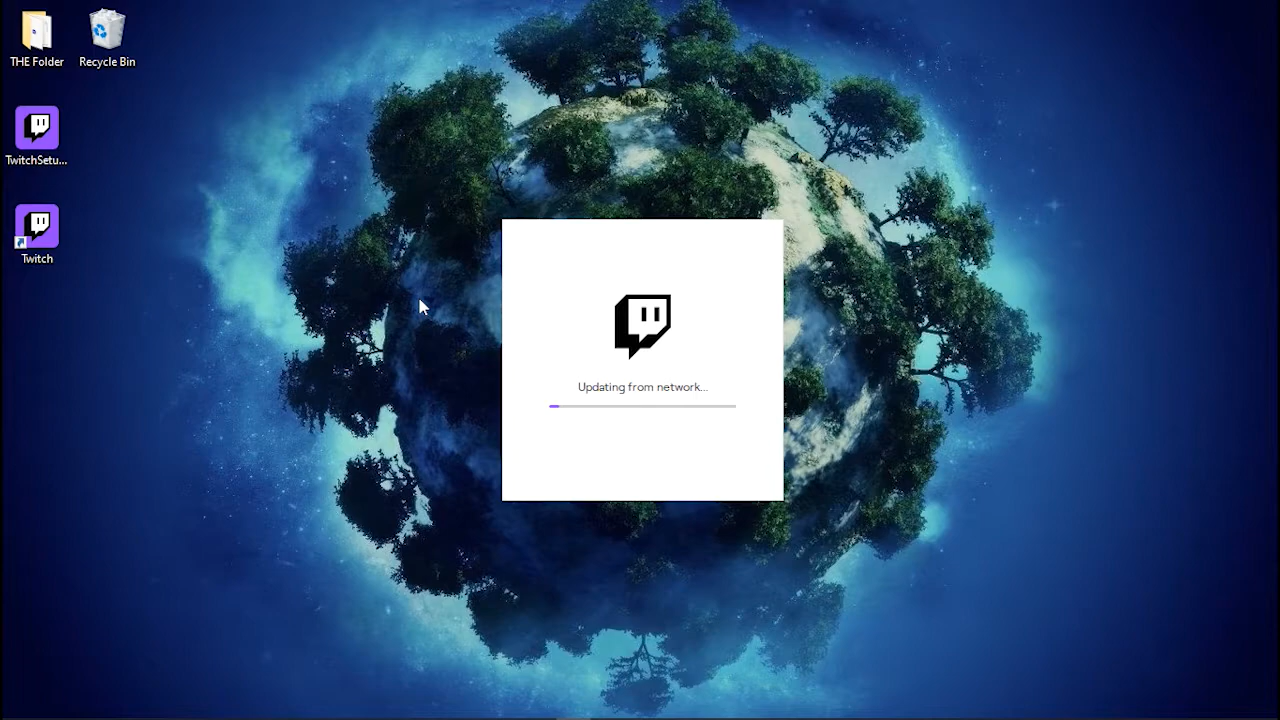 THE Folder
Recycle Bin
TwitchSetu...
Twitch
Updating from network...